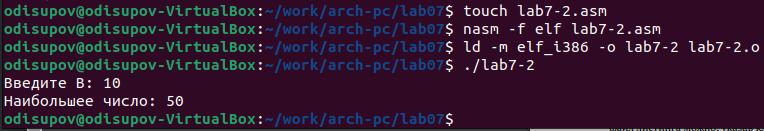 odisupov@odisupov-VirtualBox:~/work/arch-pc/lab07$ touch lab7-2.asm
odisupov@odisupov-VirtualBox:~/work/arch-pc/lab07$ nasm -f elf lab7-2.asm
odisupov@odisupov-VirtualBox:~/work/arch-pc/lab07$ ld -m elf_i386 -o lab7-2 lab7-2.o
odisupov@odisupov-VirtualBox:~/work/arch-pc/lab07$ ./lab7-2
Введите B: 10
Наибольшее число: 50
odisupov@odisupov-VirtualBox:~/work/arch-pc/lab07$